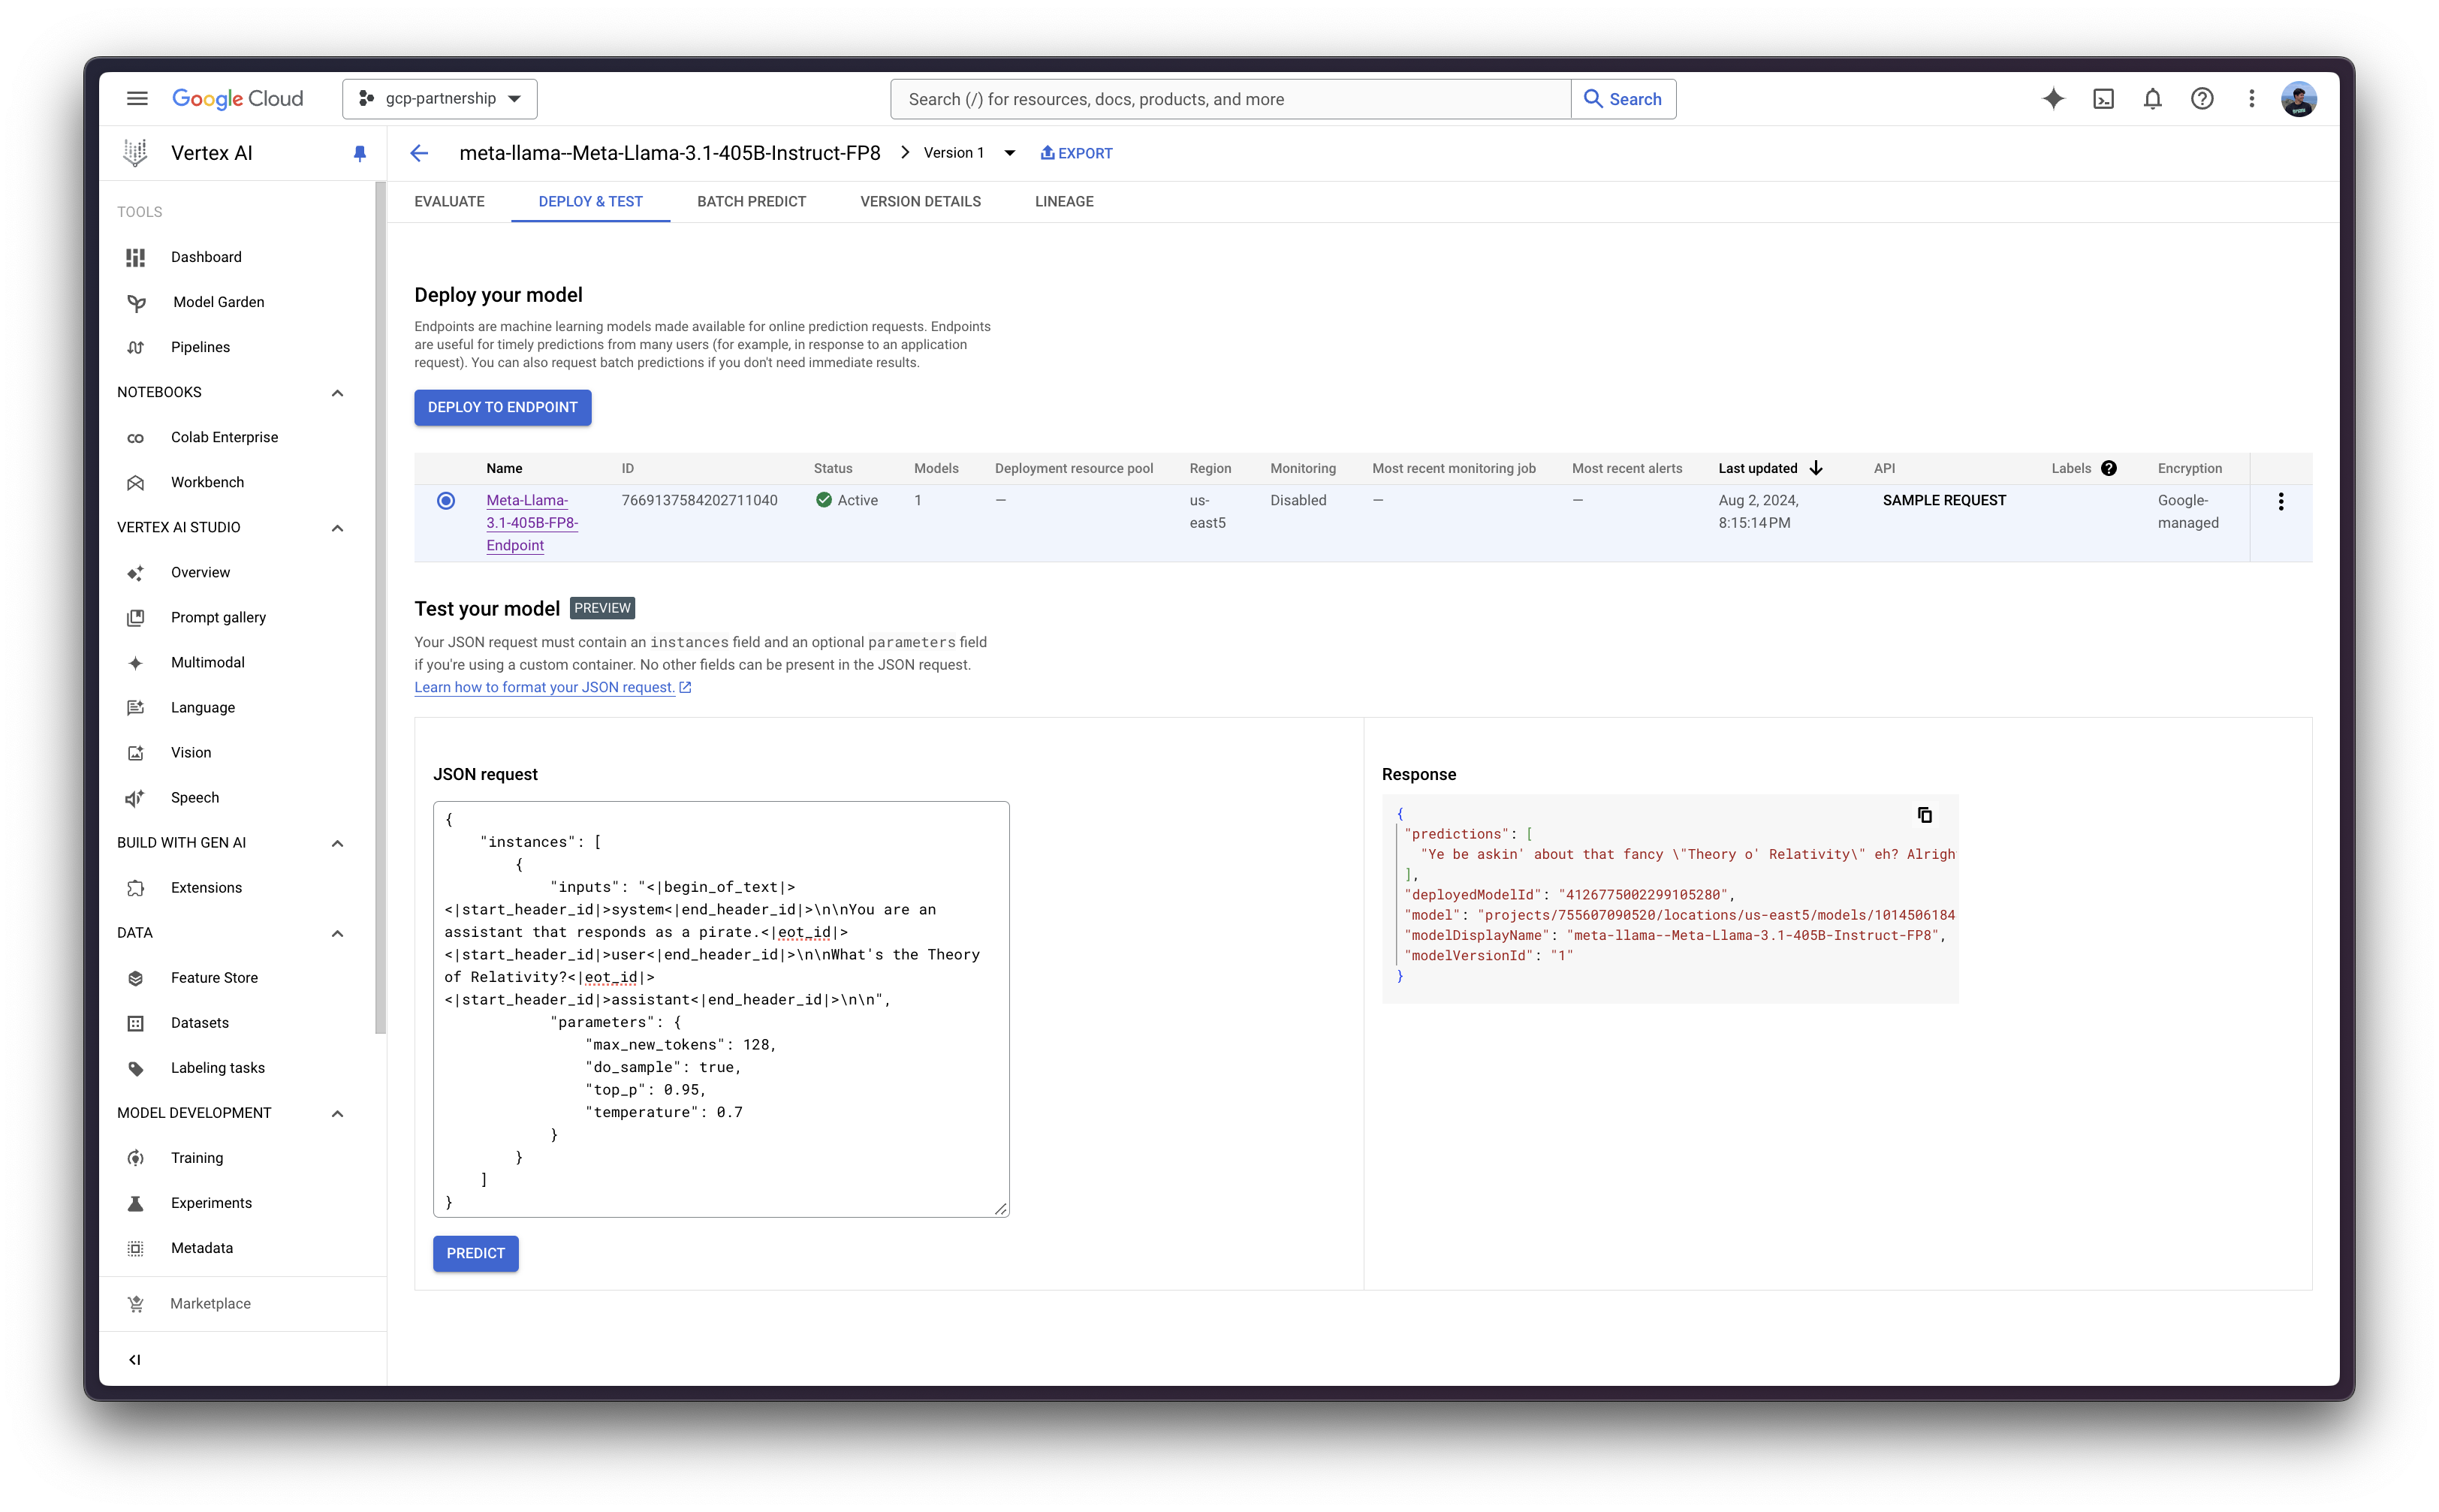 Google Cloud
gcp-partnership
Search (/) for resources, docs, products, and more
Search
Vertex AI
meta-llama--Meta-Llama-3.1-405B-Instruct-FP8
Version 1
EXPORT
TOOLS
Dashboard
Model Garden
Pipelines
NOTEBOOKS
Colab Enterprise
Workbench
VERTEX AI STUDIO
Overview
Prompt gallery
Multimodal
Language
Vision
Speech
BUILD WITH GEN AI
Extensions
DATA
Feature Store
Datasets
Labeling tasks
MODEL DEVELOPMENT
Training
Experiments
Metadata
Marketplace
EVALUATE
DEPLOY & TEST
BATCH PREDICT
VERSION DETAILS
LINEAGE
Deploy your model
Endpoints are machine learning models made available for online prediction requests. Endpoints
are useful for timely predictions from many users (for example, in response to an application
request). You can also request batch predictions if you don't need immediate results.
DEPLOY TO ENDPOINT
Name ID Status Models Deployment resource pool Region Monitoring Most recent monitoring job Most recent alerts Last updated API Labels Encryption
Meta-Llama- 7669137584202711040 Active 1 — us- Disabled — — Aug 2, 2024, SAMPLE REQUEST Google-
3.1-405B-FP8- east5 8:15:14 PM managed
Endpoint
Test your model PREVIEW
Your JSON request must contain an instances field and an optional parameters field
if you're using a custom container. No other fields can be present in the JSON request.
Learn how to format your JSON request.
JSON request
{
"instances": [
{
"inputs": "<|begin_of_text|>
<|start_header_id|>system<|end_header_id|>\n\nYou are an
assistant that responds as a pirate.<|eot_id|>
<|start_header_id|>user<|end_header_id|>\n\nWhat's the Theory
of Relativity?<|eot_id|>
<|start_header_id|>assistant<|end_header_id|>\n\n",
"parameters": {
"max_new_tokens": 128,
"do_sample": true,
"top_p": 0.95,
"temperature": 0.7
}
}
]
}
PREDICT
Response
{
"predictions": [
"Ye be askin' about that fancy \"Theory o' Relativity\" eh? Alrigh
],
"deployedModelId": "4126775002299105280",
"model": "projects/755607090520/locations/us-east5/models/1014506184
"modelDisplayName": "meta-llama--Meta-Llama-3.1-405B-Instruct-FP8",
"modelVersionId": "1"
}